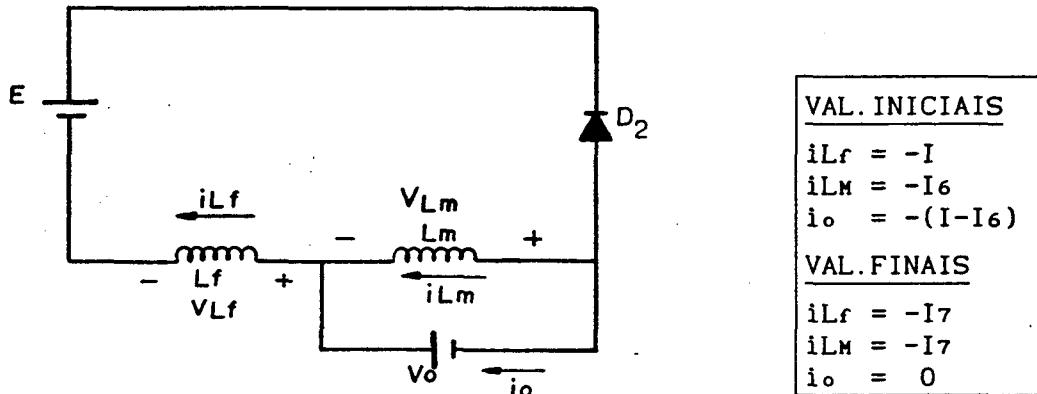 E
D2
iLf
VLm
Lm
- +
- +
Lf
VLf
iLm
Vo
io
VAL. INICIAIS
iLf = -I
iLM = -I6
io = -(I-I6)
VAL. FINAIS
iLf = -I7
iLM = -I7
io = 0